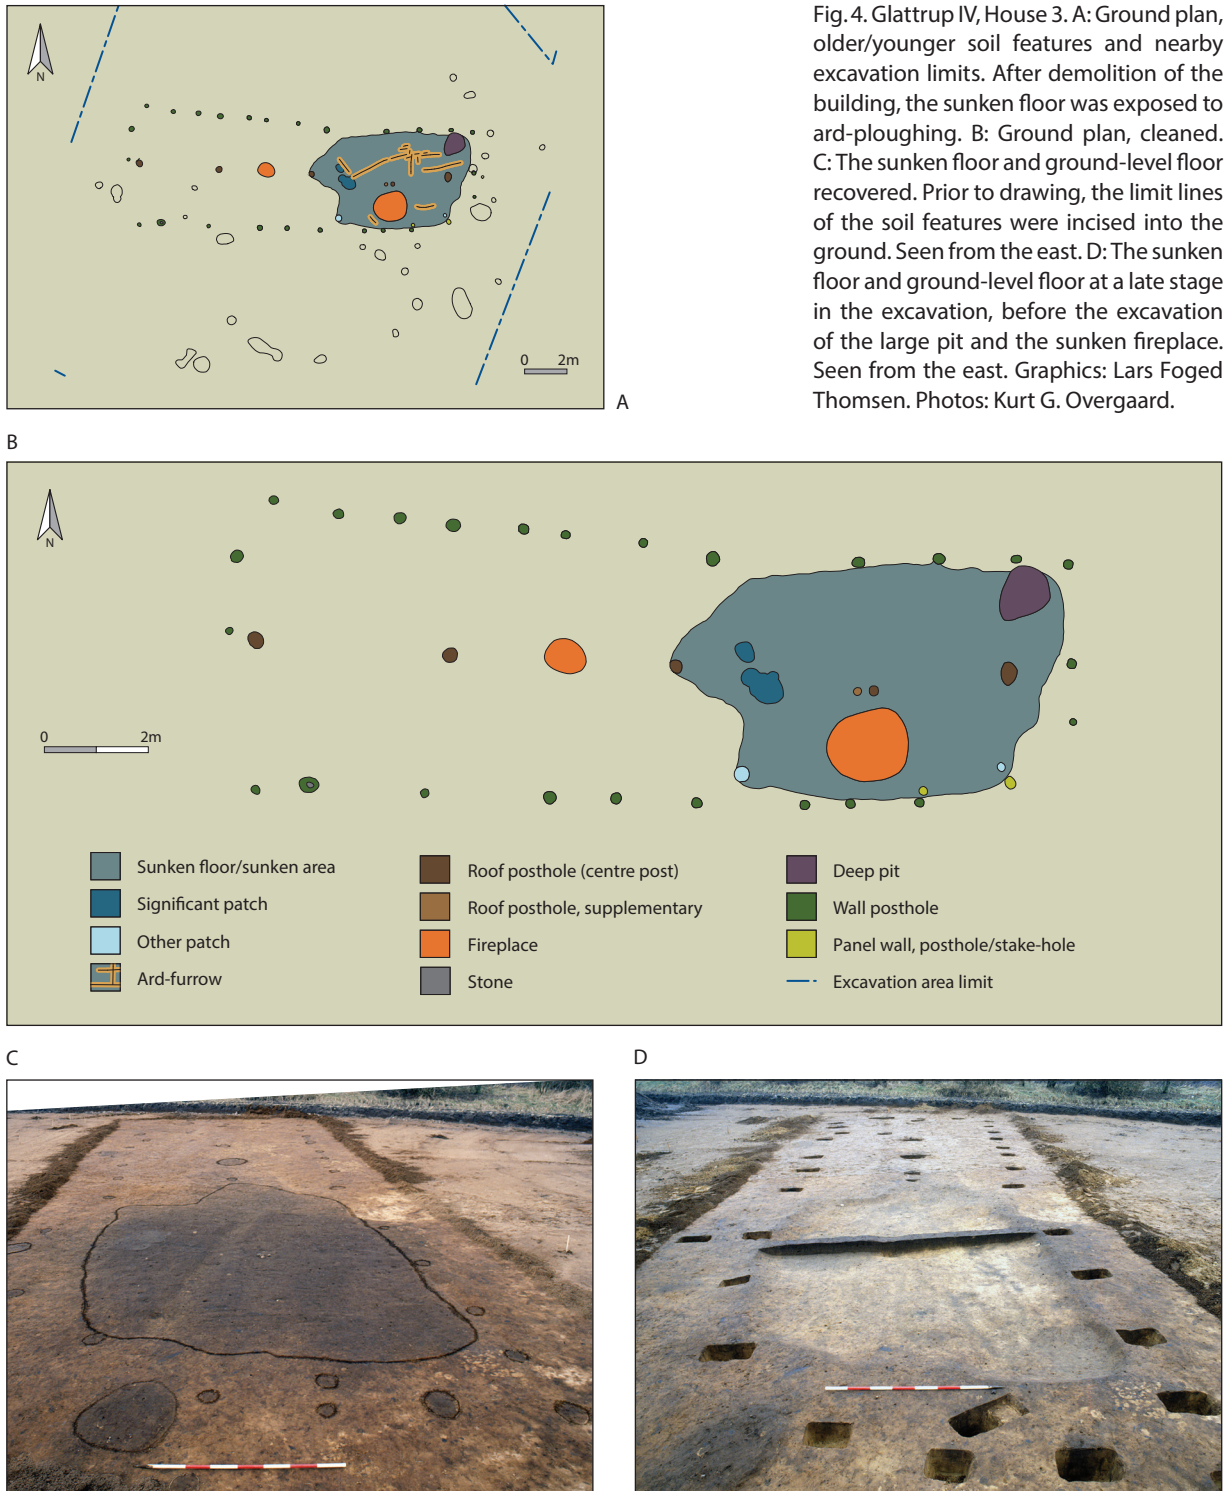 Fig. 4. Glattrup IV, House 3. A: Ground plan,
older/younger soil features and nearby
excavation limits. After demolition of the
building, the sunken floor was exposed to
ard-ploughing. B: Ground plan, cleaned.
C: The sunken floor and ground-level floor
recovered. Prior to drawing, the limit lines
of the soil features were incised into the
ground. Seen from the east. D: The sunken
floor and ground-level floor at a late stage
in the excavation, before the excavation
of the large pit and the sunken fireplace.
Seen from the east. Graphics: Lars Foged
Thomsen. Photos: Kurt G. Overgaard.
N
0 2m
A
B
N
0 2m
Sunken floor/sunken area
Significant patch
Other patch
Ard-furrow
Roof posthole (centre post)
Roof posthole, supplementary
Fireplace
Stone
Deep pit
Wall posthole
Panel wall, posthole/stake-hole
Excavation area limit
C
D